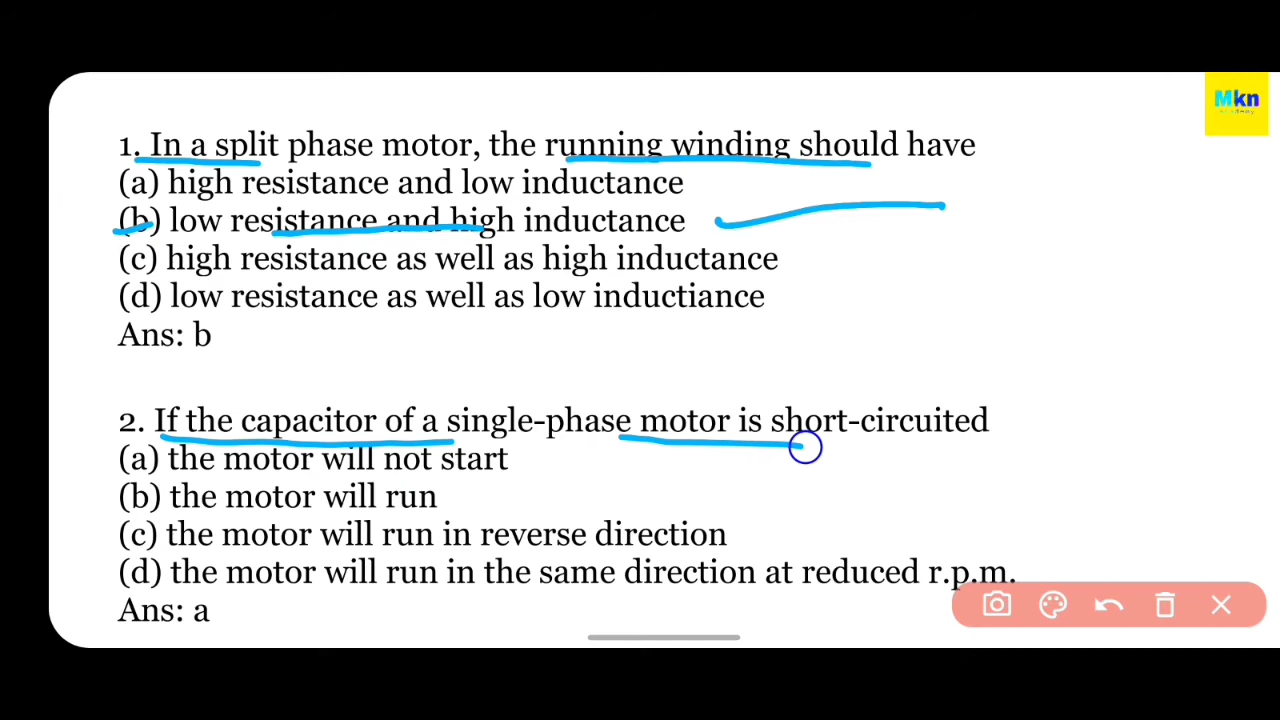 Mkn
Academy
1. In a split phase motor, the running winding should have
(a) high resistance and low inductance
(b) low resistance and high inductance
(c) high resistance as well as high inductance
(d) low resistance as well as low inductiance
Ans: b
2. If the capacitor of a single-phase motor is short-circuited
(a) the motor will not start
(b) the motor will run
(c) the motor will run in reverse direction
(d) the motor will run in the same direction at reduced r.p.m.
Ans: a